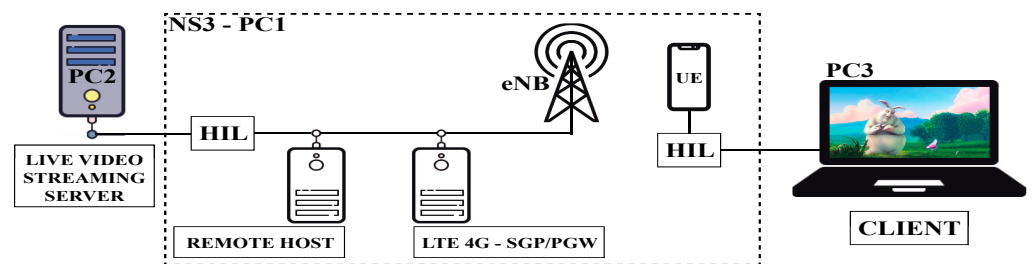 NS3 - PC1
PC2
HIL
eNB
UE
HIL
PC3
LIVE VIDEO
STREAMING
SERVER
REMOTE HOST
LTE 4G - SGP/PGW
CLIENT